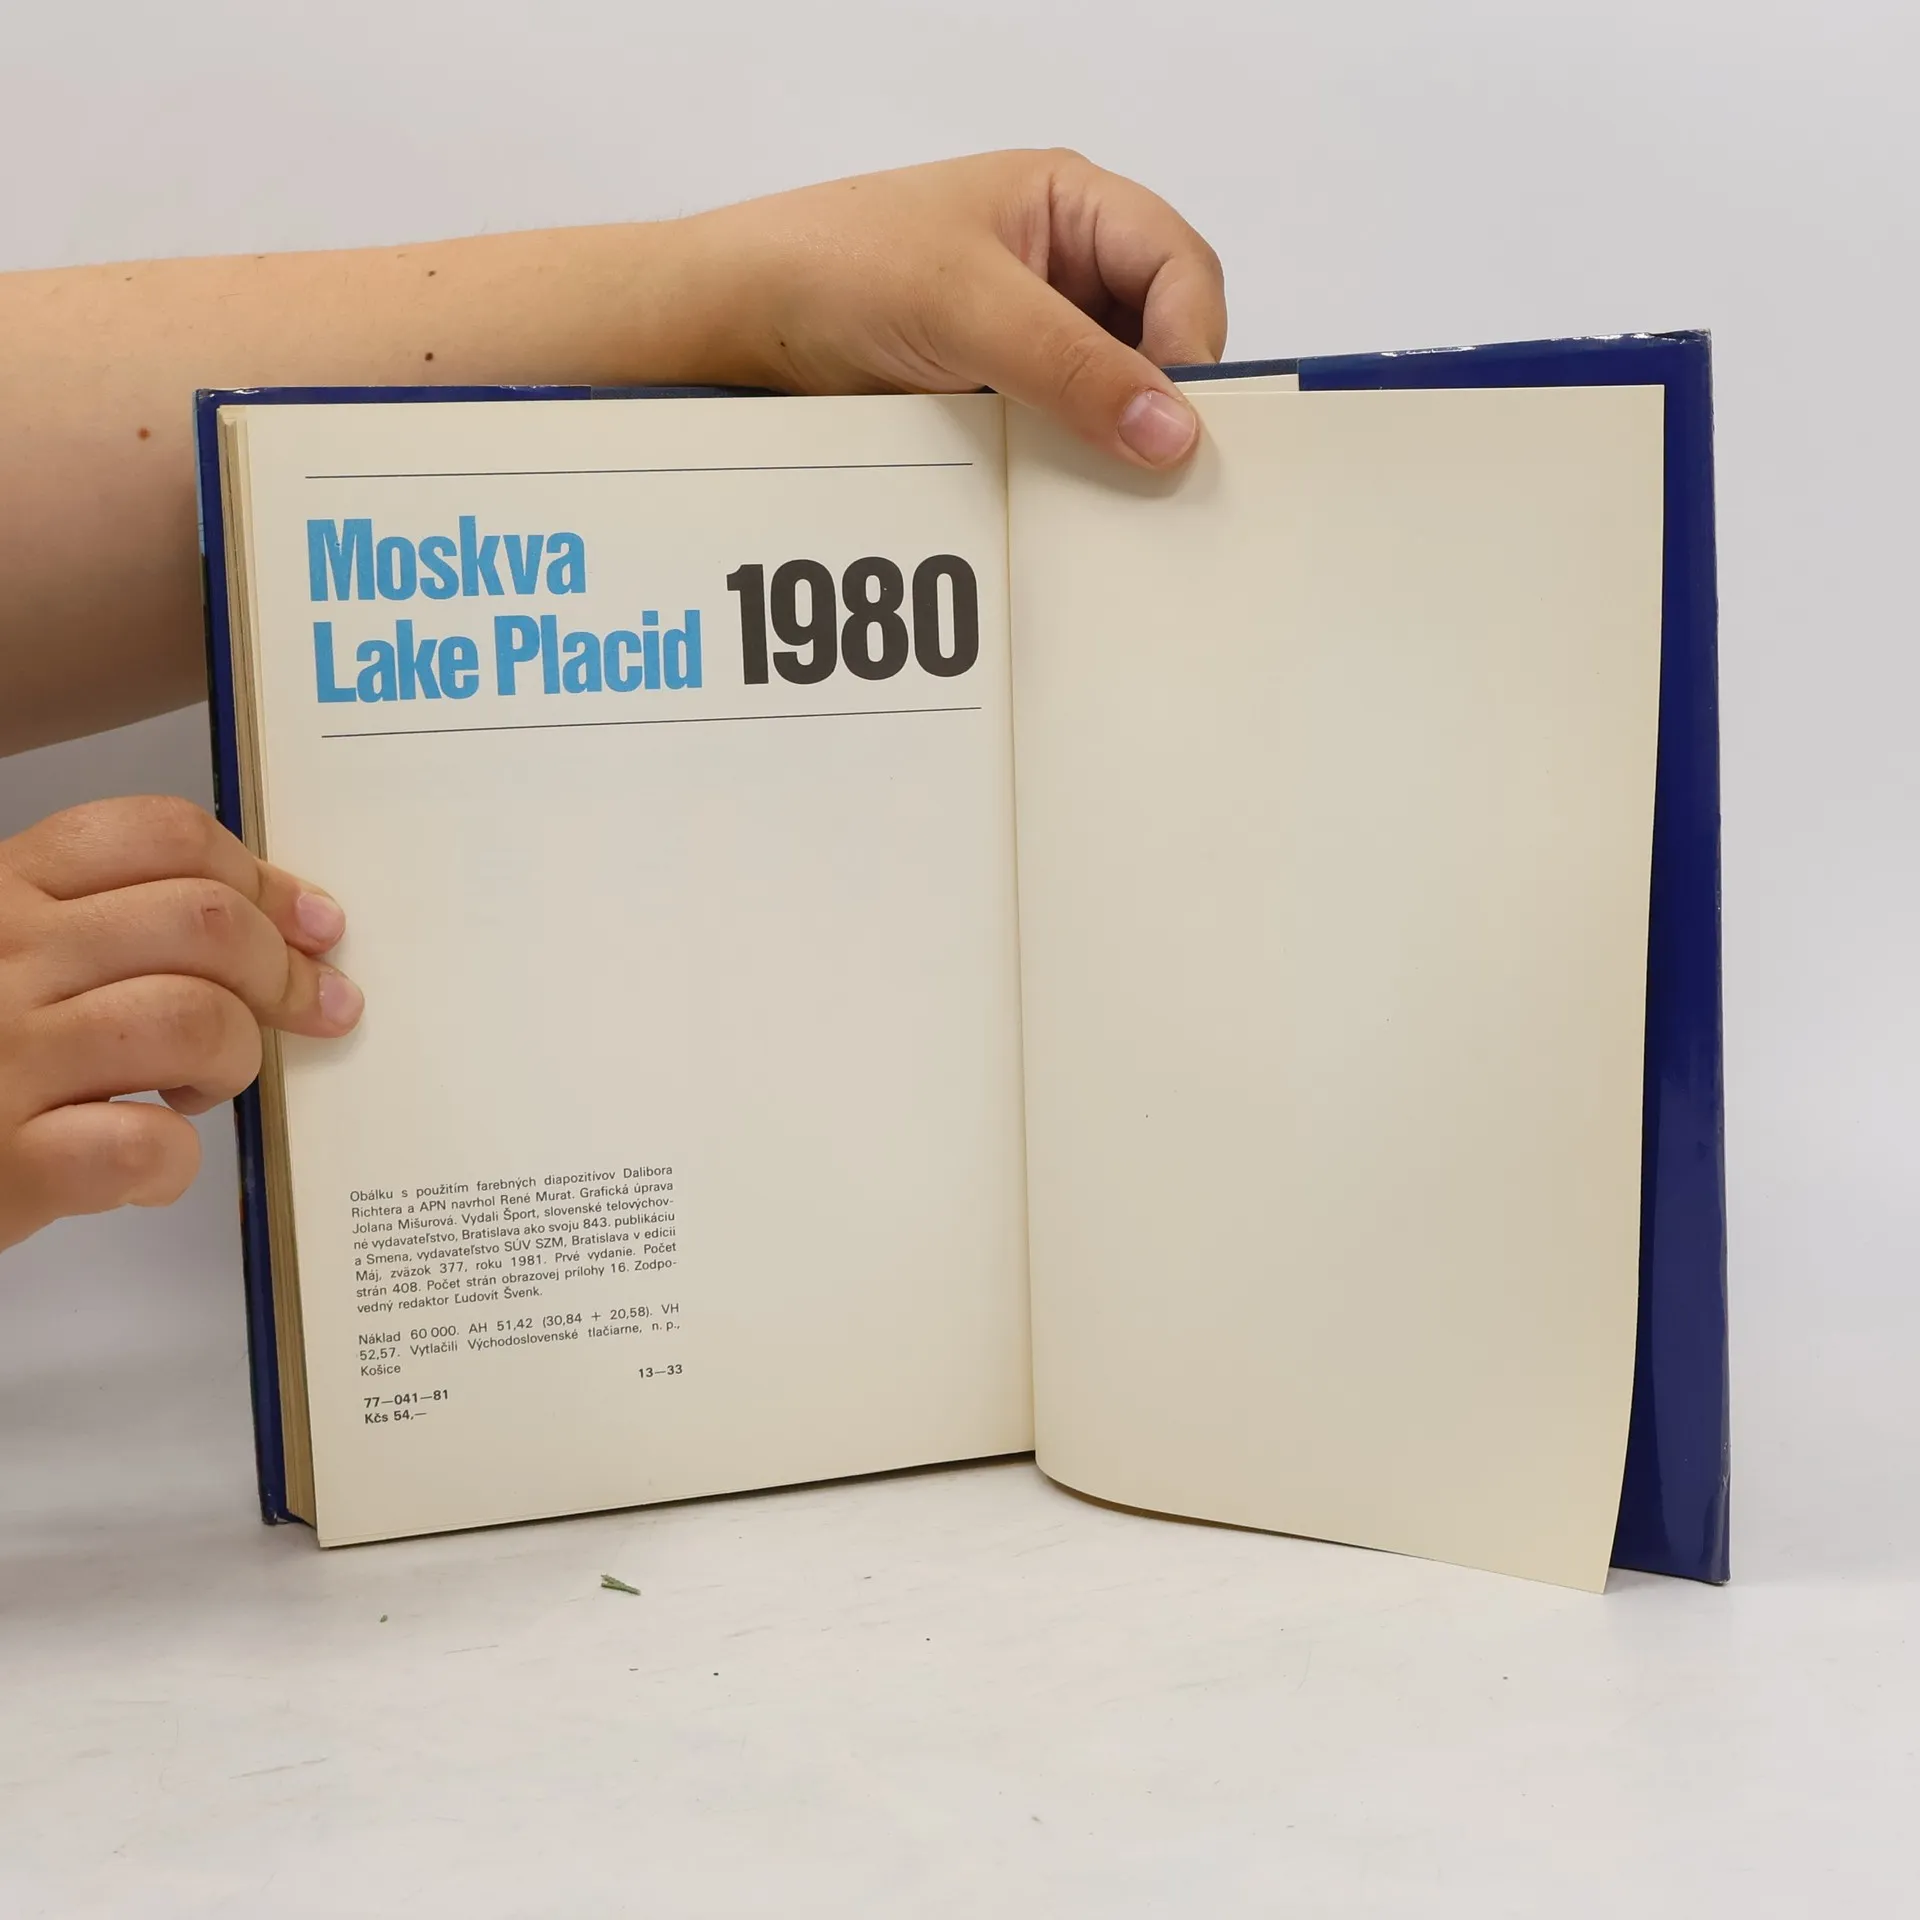 Moskva
Lake Placid 1980
Obálku s použitím farebných diapozitívov Dalibora
Richtera a APN navrhol René Murat. Grafická úprava
Jolana Mišurová. Vydali Šport, slovenské telovýchov-
né vydavateľstvo, Bratislava ako svoju 843. publikáciu
a Smena, vydavateľstvo SÚV SZM, Bratislava v edícii
Máj, zväzok 377, roku 1981. Prvé vydanie. Počet
strán 408. Počet strán obrazovej prílohy 16. Zodpo-
vedný redaktor Ľudovít Švenk.
Náklad 60 000. AH 51,42 (30,84 + 20,58). VH
52,57. Vytlačili Východoslovenské tlačiarne, n. p.,
Košice
13—33
77—041—81
Kčs 54,—